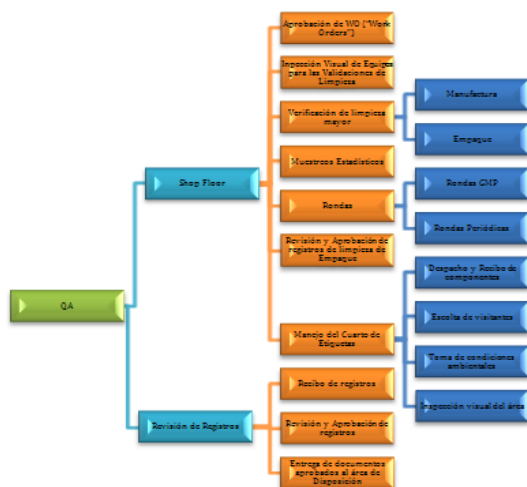 Aprobación de WO ("Work
Orders")
Inpección Visual de Equipo
para las Validaciones de
Limpieza
Verificación de limpieza
mayor
Manufactura
Empaque
Muestreos Estadísticos
Shop Floor
Rondas
Rondas GMP
Rondas Periódicas
Revisión y Aprobación de
registros de limpieza de
Empaque
QA
Manejo del Cuarto de
Etiquetas
Despacho y Recibo de
componentes
Escolta de visitantes
Toma de condiciones
ambientales
Inspección visual del área
Revisión de Registros
Recibo de registros
Revisión y Aprobación de
registros
Entrega de documentos
aprobados al área de
Disposición